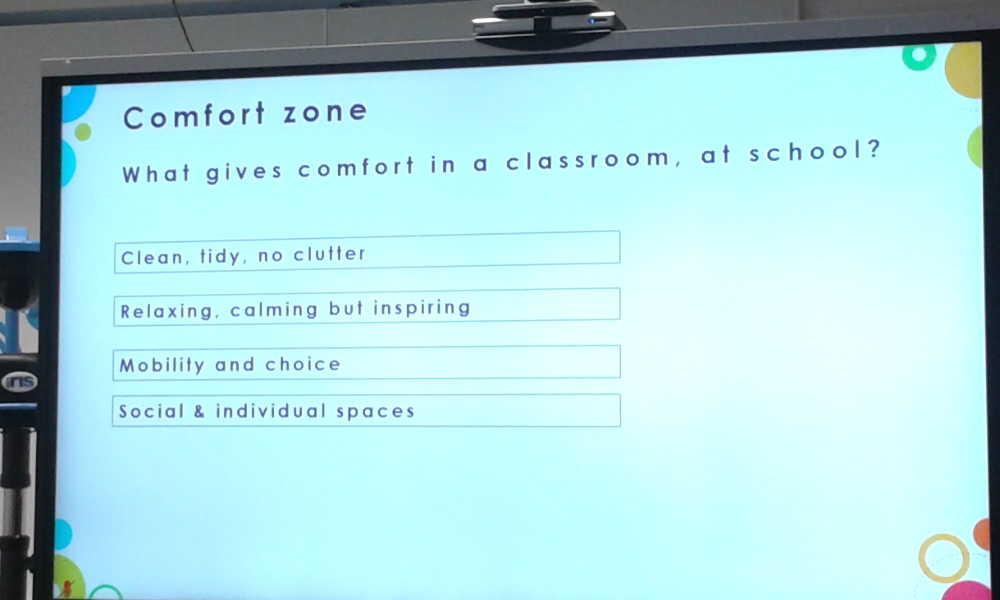 Comfort zone
What gives comfort in a classroom, at school?
Clean, tidy, no clutter
Relaxing, calming but inspiring
Mobility and choice
Social & individual spaces
iris